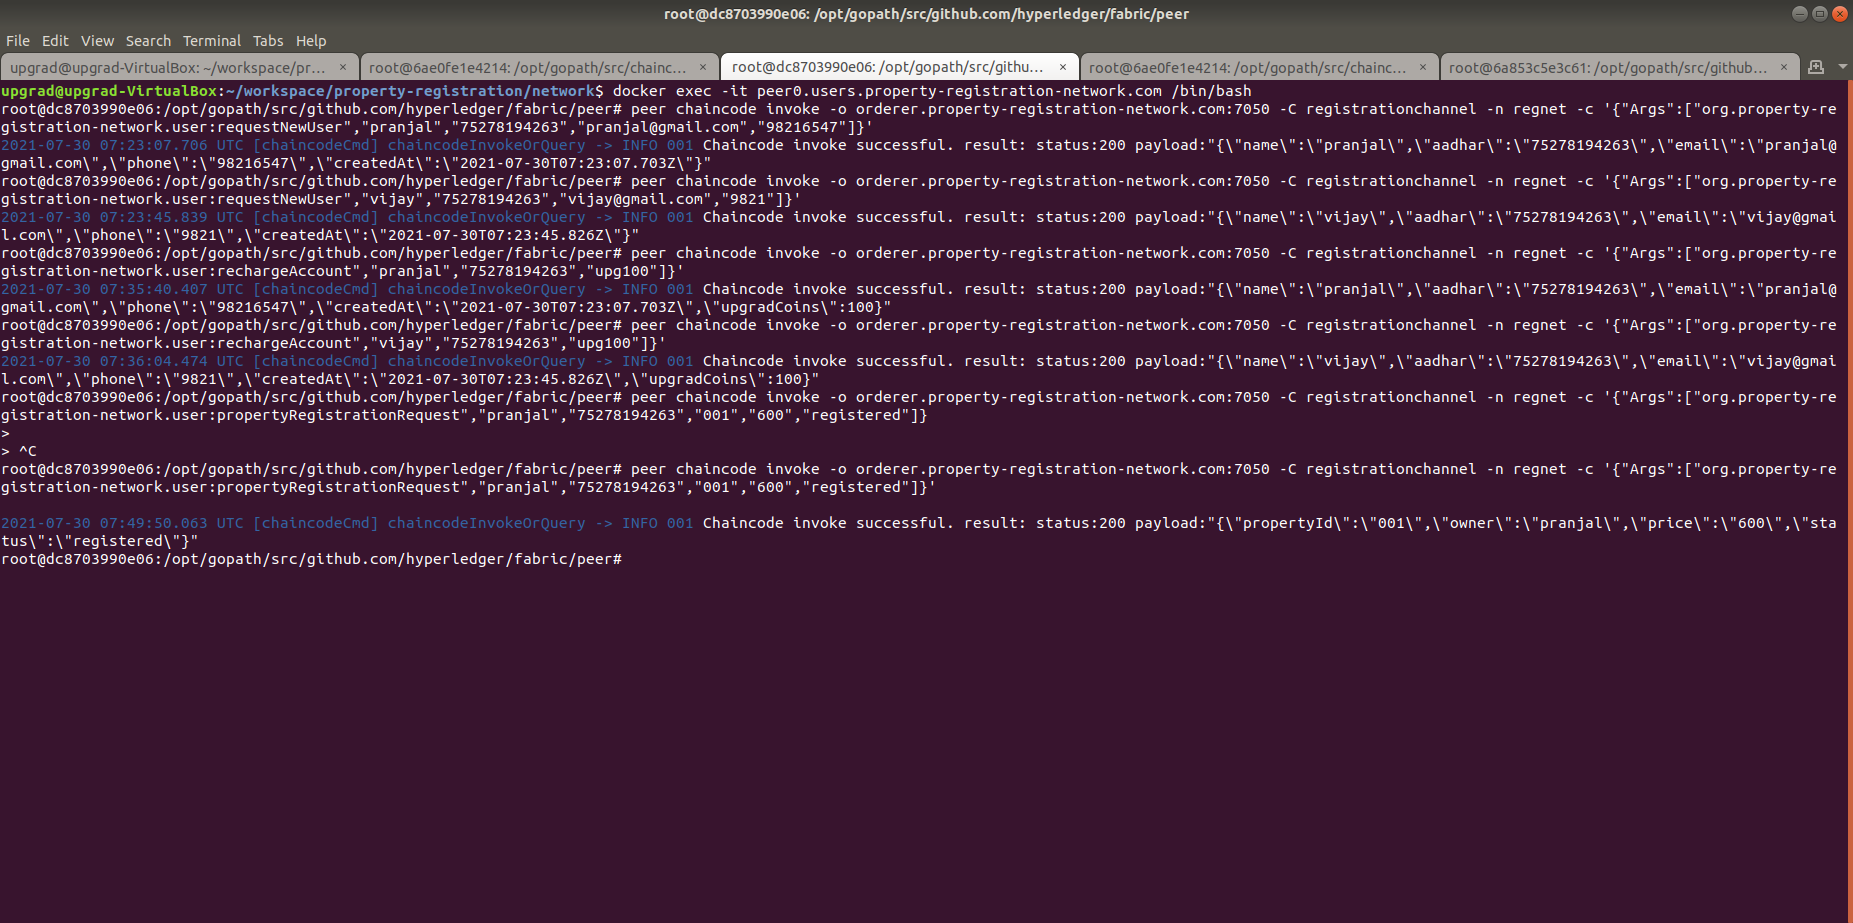 root@dc8703990e06: /opt/gopath/src/github.com/hyperledger/fabric/peer
File Edit View Search Terminal Tabs Help
upgrad@upgrad-VirtualBox: ~/workspace/pr... × root@6ae0fe1e4214: /opt/gopath/src/chainc... × root@dc8703990e06: /opt/gopath/src/githu... × root@6ae0fe1e4214: /opt/gopath/src/chainc... × root@6a853c5e3c61: /opt/gopath/src/github... ×
upgrad@upgrad-VirtualBox:~/workspace/property-registration/network$ docker exec -it peer0.users.property-registration-network.com /bin/bash
root@dc8703990e06:/opt/gopath/src/github.com/hyperledger/fabric/peer# peer chaincode invoke -o orderer.property-registration-network.com:7050 -C registrationchannel -n regnet -c '{"Args":["org.property-re
gistration-network.user:requestNewUser","pranjal","75278194263","pranjal@gmail.com","98216547"]}'
2021-07-30 07:23:07.706 UTC [chaincodeCmd] chaincodeInvokeOrQuery -> INFO 001 Chaincode invoke successful. result: status:200 payload:"{\"name\":\"pranjal\",\"aadhar\":\"75278194263\",\"email\":\"pranjal@
gmail.com\",\"phone\":\"98216547\",\"createdAt\":\"2021-07-30T07:23:07.703Z\"}"
root@dc8703990e06:/opt/gopath/src/github.com/hyperledger/fabric/peer# peer chaincode invoke -o orderer.property-registration-network.com:7050 -C registrationchannel -n regnet -c '{"Args":["org.property-re
gistration-network.user:requestNewUser","vijay","75278194263","vijay@gmail.com","9821"]}'
2021-07-30 07:23:45.839 UTC [chaincodeCmd] chaincodeInvokeOrQuery -> INFO 001 Chaincode invoke successful. result: status:200 payload:"{\"name\":\"vijay\",\"aadhar\":\"75278194263\",\"email\":\"vijay@gmai
l.com\",\"phone\":\"9821\",\"createdAt\":\"2021-07-30T07:23:45.826Z\"}"
root@dc8703990e06:/opt/gopath/src/github.com/hyperledger/fabric/peer# peer chaincode invoke -o orderer.property-registration-network.com:7050 -C registrationchannel -n regnet -c '{"Args":["org.property-re
gistration-network.user:rechargeAccount","pranjal","75278194263","upg100"]}'
2021-07-30 07:35:40.407 UTC [chaincodeCmd] chaincodeInvokeOrQuery -> INFO 001 Chaincode invoke successful. result: status:200 payload:"{\"name\":\"pranjal\",\"aadhar\":\"75278194263\",\"email\":\"pranjal@
gmail.com\",\"phone\":\"98216547\",\"createdAt\":\"2021-07-30T07:23:07.703Z\",\"upgradCoins\":100}"
root@dc8703990e06:/opt/gopath/src/github.com/hyperledger/fabric/peer# peer chaincode invoke -o orderer.property-registration-network.com:7050 -C registrationchannel -n regnet -c '{"Args":["org.property-re
gistration-network.user:rechargeAccount","vijay","75278194263","upg100"]}'
2021-07-30 07:36:04.474 UTC [chaincodeCmd] chaincodeInvokeOrQuery -> INFO 001 Chaincode invoke successful. result: status:200 payload:"{\"name\":\"vijay\",\"aadhar\":\"75278194263\",\"email\":\"vijay@gmai
l.com\",\"phone\":\"9821\",\"createdAt\":\"2021-07-30T07:23:45.826Z\",\"upgradCoins\":100}"
root@dc8703990e06:/opt/gopath/src/github.com/hyperledger/fabric/peer# peer chaincode invoke -o orderer.property-registration-network.com:7050 -C registrationchannel -n regnet -c '{"Args":["org.property-re
gistration-network.user:propertyRegistrationRequest","pranjal","75278194263","001","600","registered"]}
>
> ^C
root@dc8703990e06:/opt/gopath/src/github.com/hyperledger/fabric/peer# peer chaincode invoke -o orderer.property-registration-network.com:7050 -C registrationchannel -n regnet -c '{"Args":["org.property-re
gistration-network.user:propertyRegistrationRequest","pranjal","75278194263","001","600","registered"]}'
2021-07-30 07:49:50.063 UTC [chaincodeCmd] chaincodeInvokeOrQuery -> INFO 001 Chaincode invoke successful. result: status:200 payload:"{\"propertyId\":\"001\",\"owner\":\"pranjal\",\"price\":\"600\",\"sta
tus\":\"registered\"}"
root@dc8703990e06:/opt/gopath/src/github.com/hyperledger/fabric/peer#